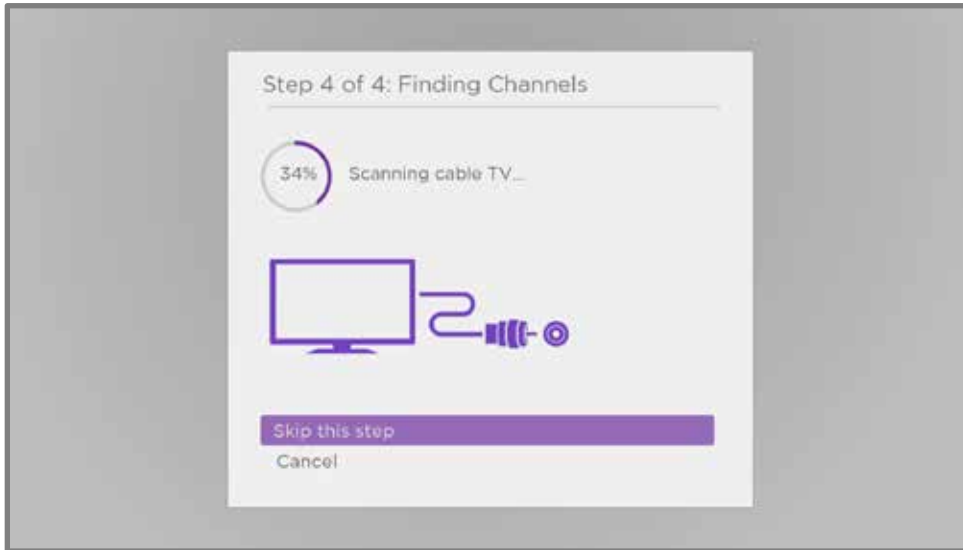 Step 4 of 4: Finding Channels
34%
Scanning cable TV...
Skip this step
Cancel